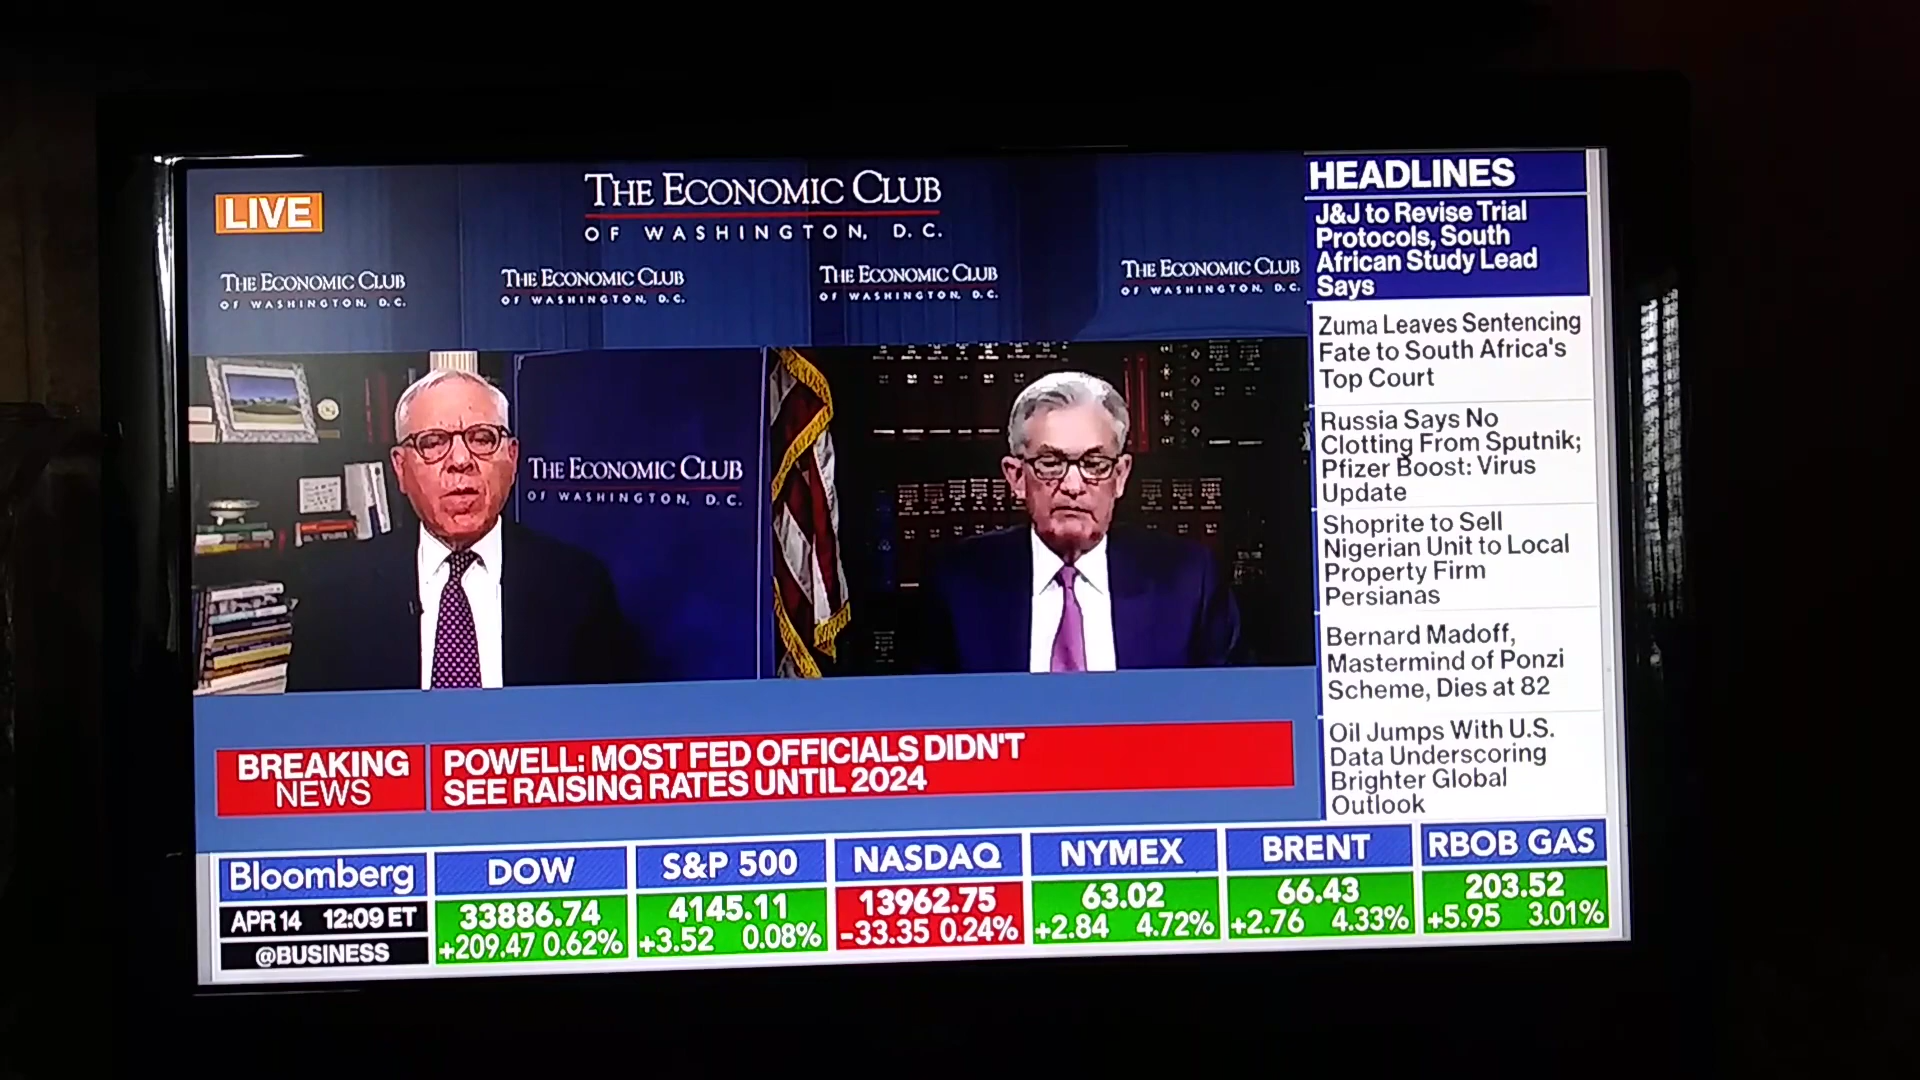 LIVE
THE ECONOMIC CLUB
OF WASHINGTON, D.C.
THE ECONOMIC CLUB
OF WASHINGTON, D.C.
THE ECONOMIC CLUB
OF WASHINGTON, D.C.
THE ECONOMIC CLUB
OF WASHINGTON, D.C.
THE ECONOMIC CLUB
OF WASHINGTON, D.C.
THE ECONOMIC CLUB
OF WASHINGTON, D.C.
BREAKING
NEWS
POWELL: MOST FED OFFICIALS DIDN'T
SEE RAISING RATES UNTIL 2024
HEADLINES
J&J to Revise Trial
Protocols, South
African Study Lead
Says
Zuma Leaves Sentencing
Fate to South Africa's
Top Court
Russia Says No
Clotting From Sputnik;
Pfizer Boost: Virus
Update
Shoprite to Sell
Nigerian Unit to Local
Property Firm
Persianas
Bernard Madoff,
Mastermind of Ponzi
Scheme, Dies at 82
Oil Jumps With U.S.
Data Underscoring
Brighter Global
Outlook
Bloomberg
APR 14 12:09 ET
@BUSINESS
DOW
33886.74
+209.47 0.62%
S&P 500
4145.11
+3.52 0.08%
NASDAQ
13962.75
-33.35 0.24%
NYMEX
63.02
+2.84 4.72%
BRENT
66.43
+2.76 4.33%
RBOB GAS
203.52
+5.95 3.01%